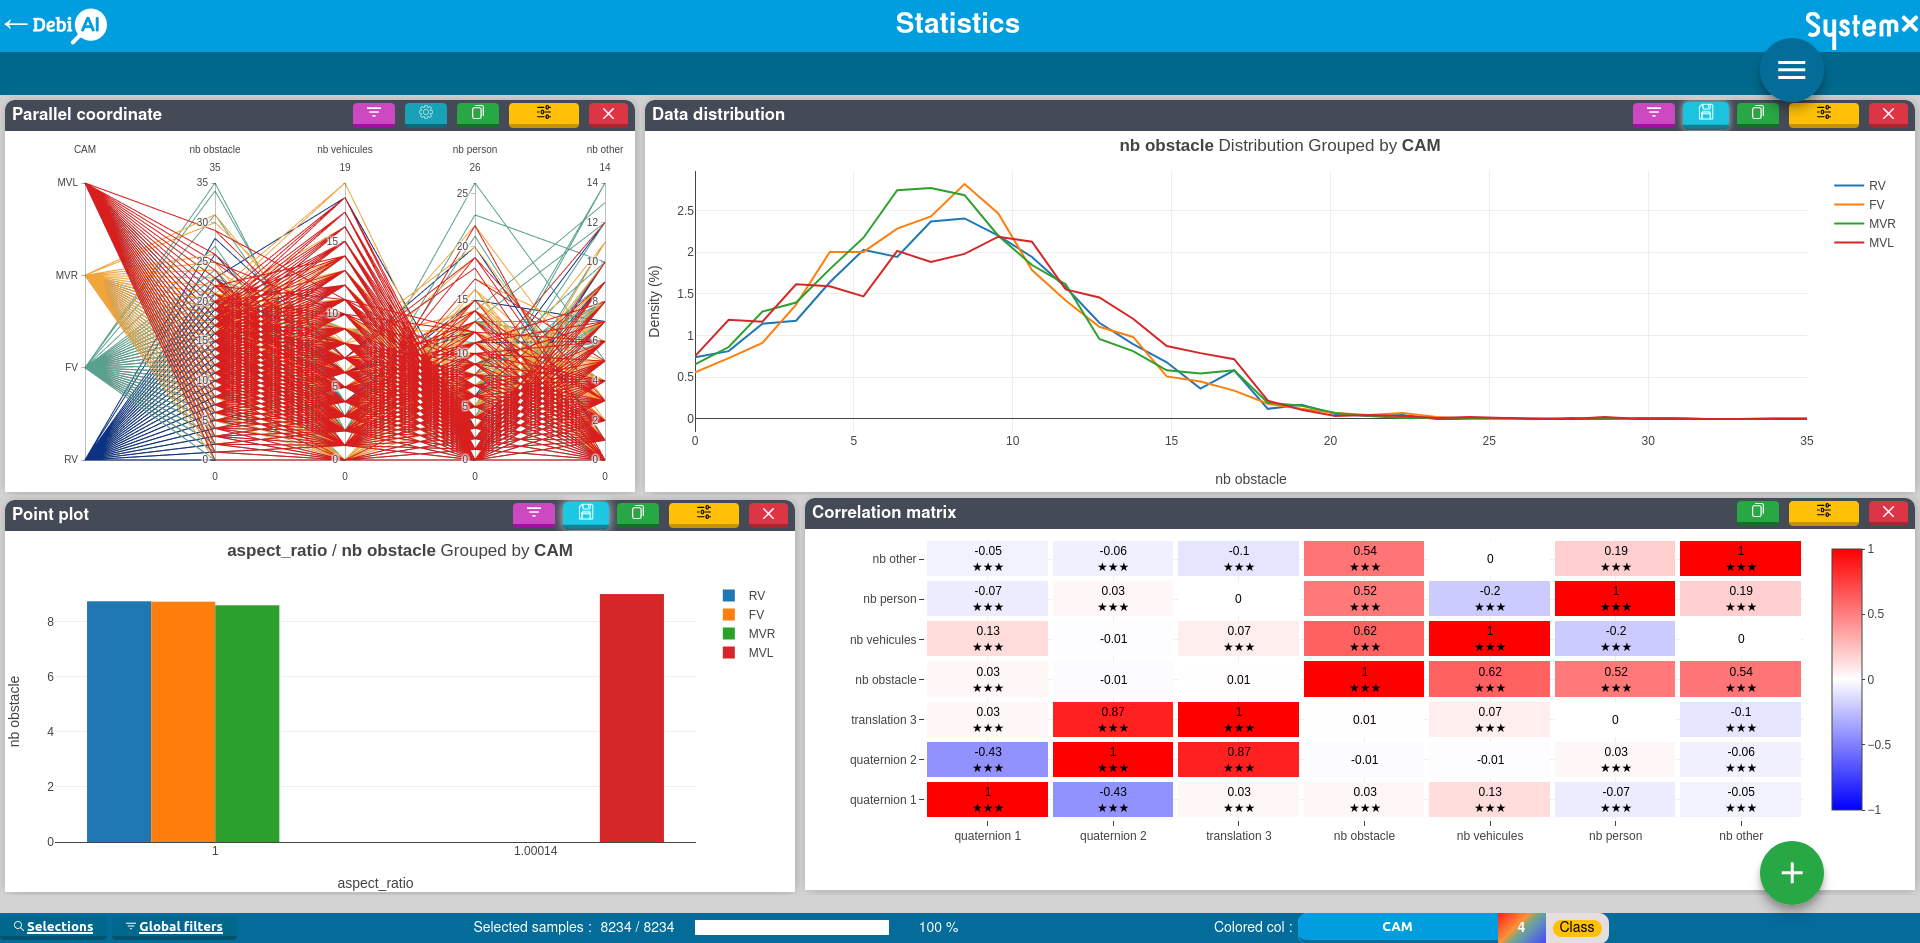 ← DebiAI
Statistics
SystemX
Parallel coordinate
CAM
nb obstacle
nb vehicules
nb person
nb other
35
19
26
14
MVL
MVR
FV
RV
35
30
25
20
15
10
5
0
15
10
5
0
25
20
15
10
5
0
14
12
10
8
6
4
2
0
0
0
0
0
Data distribution
nb obstacle Distribution Grouped by CAM
Density (%)
2.5
2
1.5
1
0.5
0
0
5
10
15
20
25
30
35
nb obstacle
RV
FV
MVR
MVL
Point plot
aspect_ratio / nb obstacle Grouped by CAM
nb obstacle
8
6
4
2
0
1
1.00014
aspect_ratio
RV
FV
MVR
MVL
Correlation matrix
nb other -0.05 -0.06 -0.1 0.54 0 0.19 1
★★★ ★★★ ★★★ ★★★ ★★★ ★★★
nb person -0.07 0.03 0 0.52 -0.2 1 0.19
★★★ ★★★ ★★★ ★★★ ★★★ ★★★
nb vehicules 0.13 -0.01 0.07 0.62 1 -0.2 0
★★★ ★★★ ★★★ ★★★ ★★★
nb obstacle 0.03 -0.01 0.01 1 0.62 0.52 0.54
★★★ ★★★ ★★★ ★★★ ★★★
translation 3 0.03 0.87 1 0.01 0.07 0 -0.1
★★★ ★★★ ★★★ ★★★ ★★★
quaternion 2 -0.43 1 0.87 -0.01 -0.01 0.03 -0.06
★★★ ★★★ ★★★ ★★★ ★★★
quaternion 1 1 -0.43 0.03 0.03 0.13 -0.07 -0.05
★★★ ★★★ ★★★ ★★★ ★★★ ★★★ ★★★
quaternion 1 quaternion 2 translation 3 nb obstacle nb vehicules nb person nb other
1
0.5
0
−0.5
−1
Selections
Global filters
Selected samples : 8234 / 8234
100 %
Colored col :
CAM
4
Class